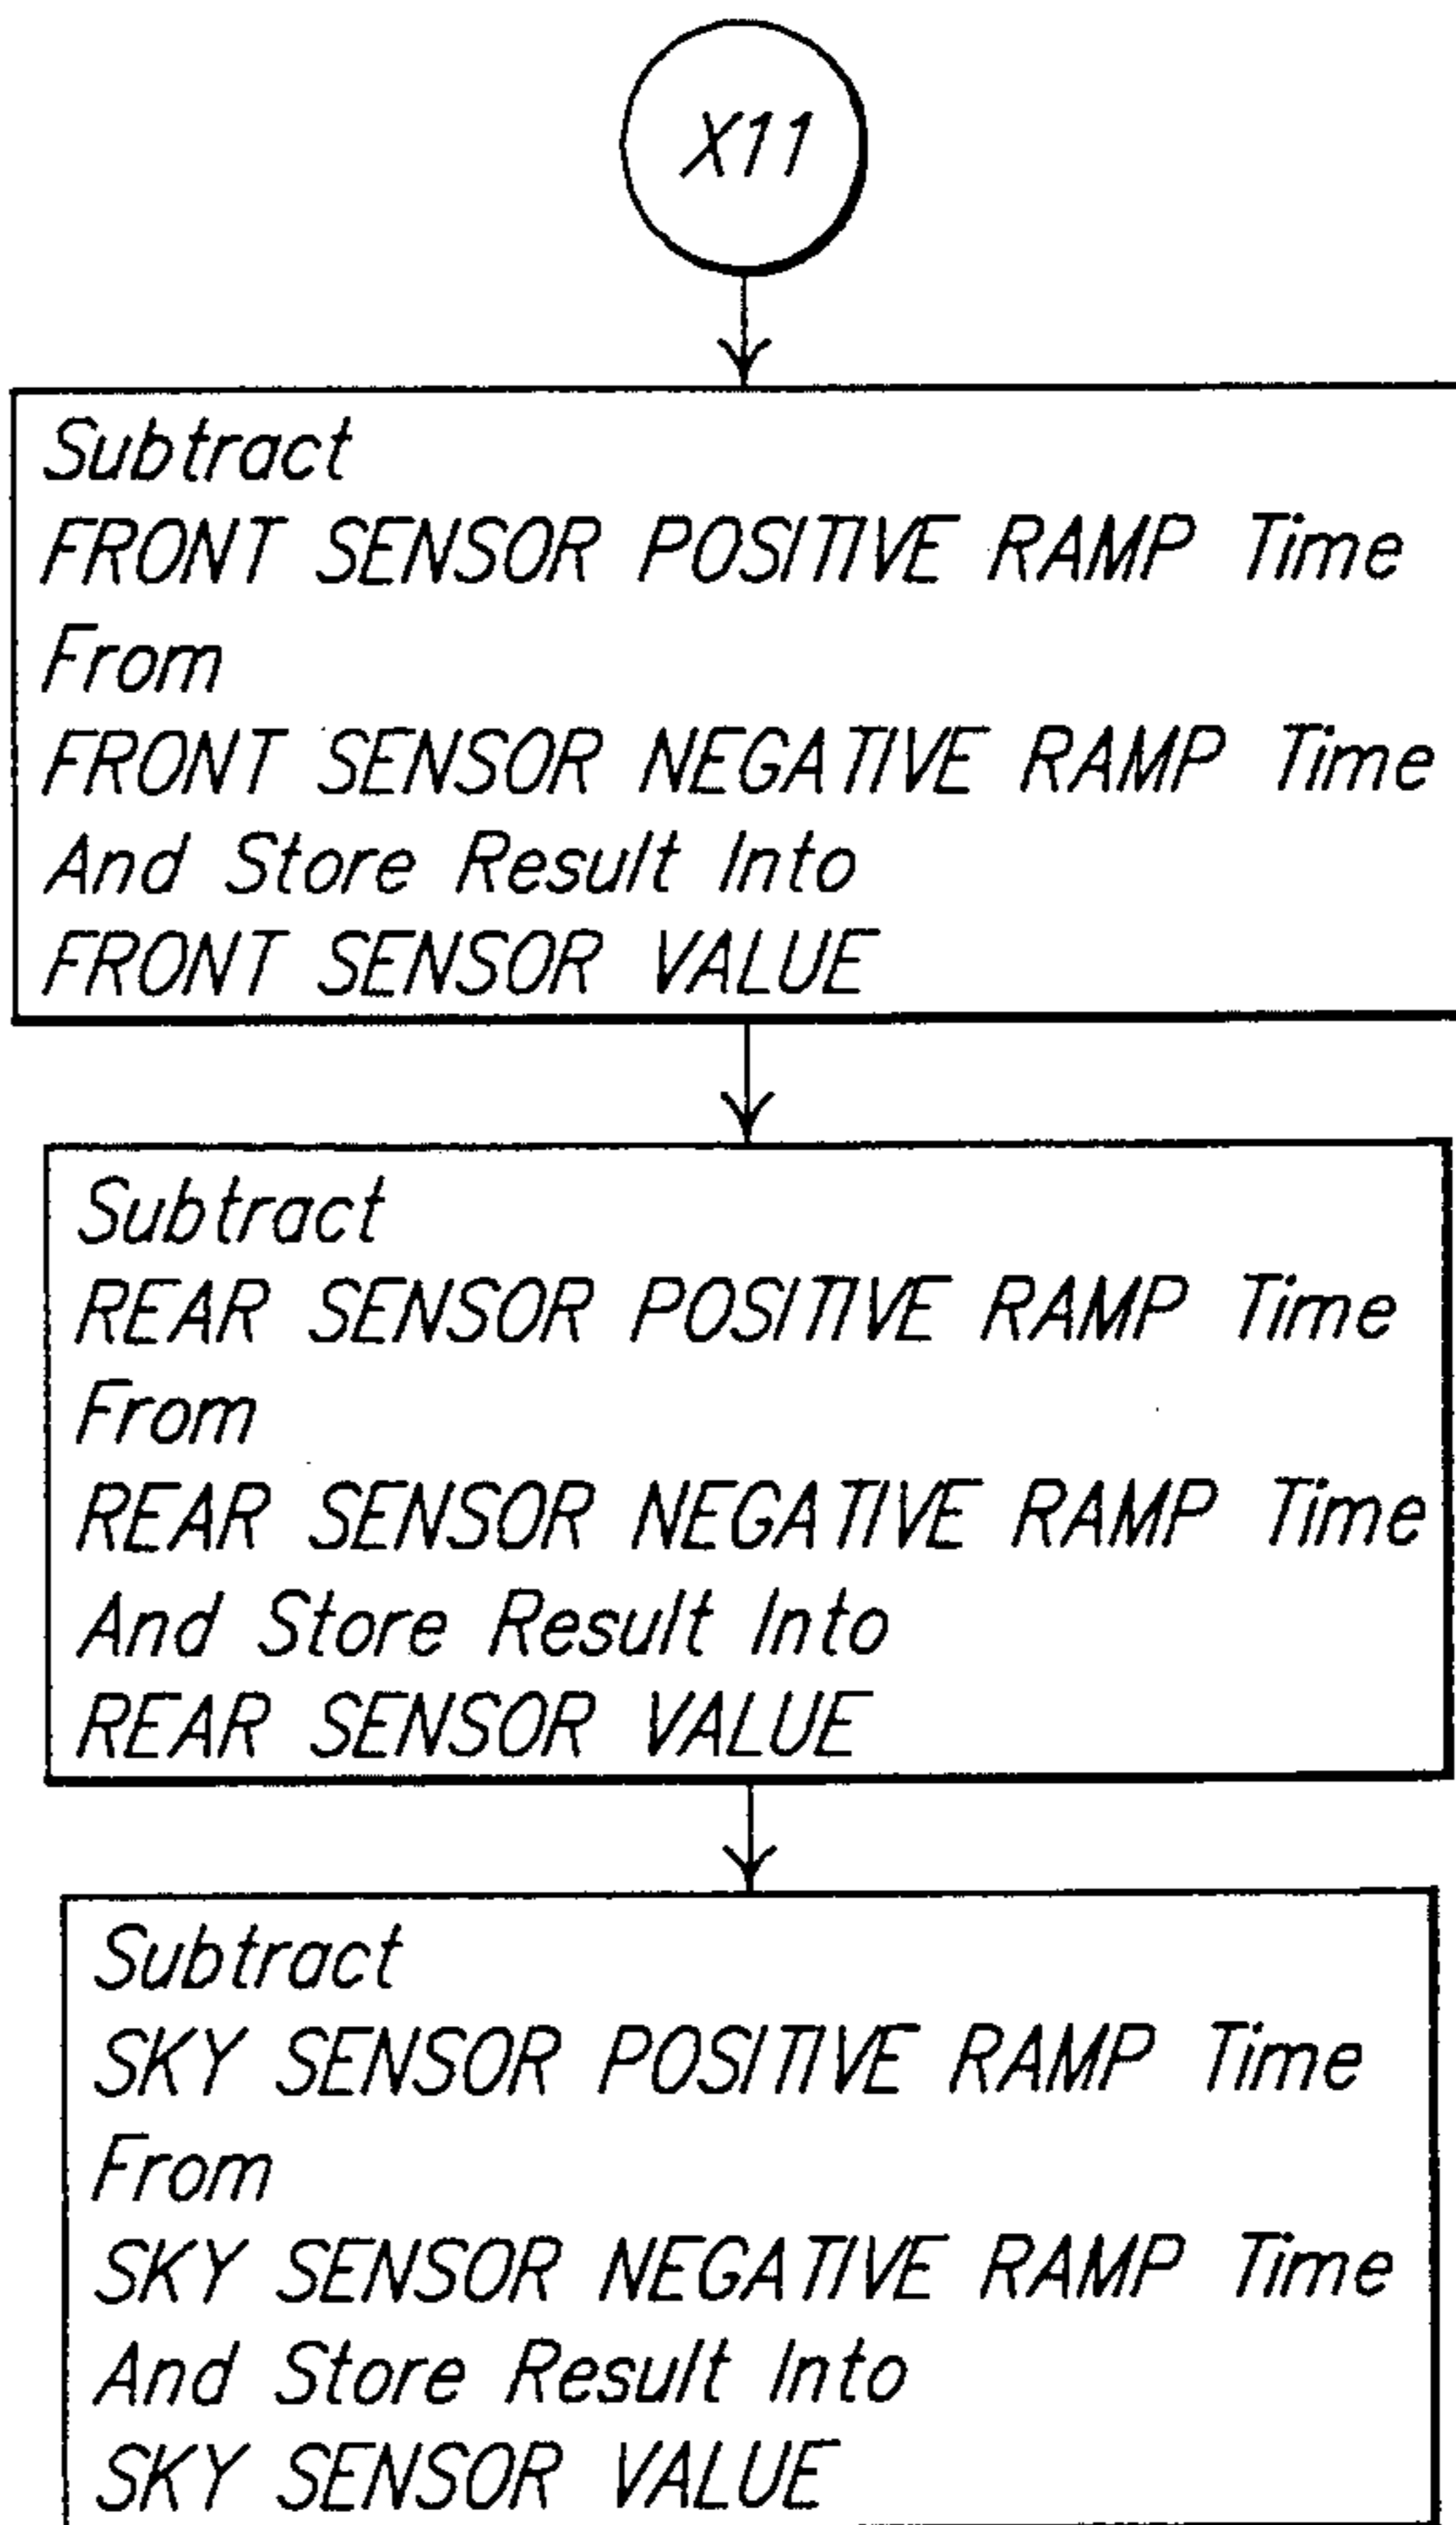 X11
Subtract
FRONT SENSOR POSITIVE RAMP Time
From
FRONT SENSOR NEGATIVE RAMP Time
And Store Result Into
FRONT SENSOR VALUE
Subtract
REAR SENSOR POSITIVE RAMP Time
From
REAR SENSOR NEGATIVE RAMP Time
And Store Result Into
REAR SENSOR VALUE
Subtract
SKY SENSOR POSITIVE RAMP Time
From
SKY SENSOR NEGATIVE RAMP Time
And Store Result Into
SKY SENSOR VALUE